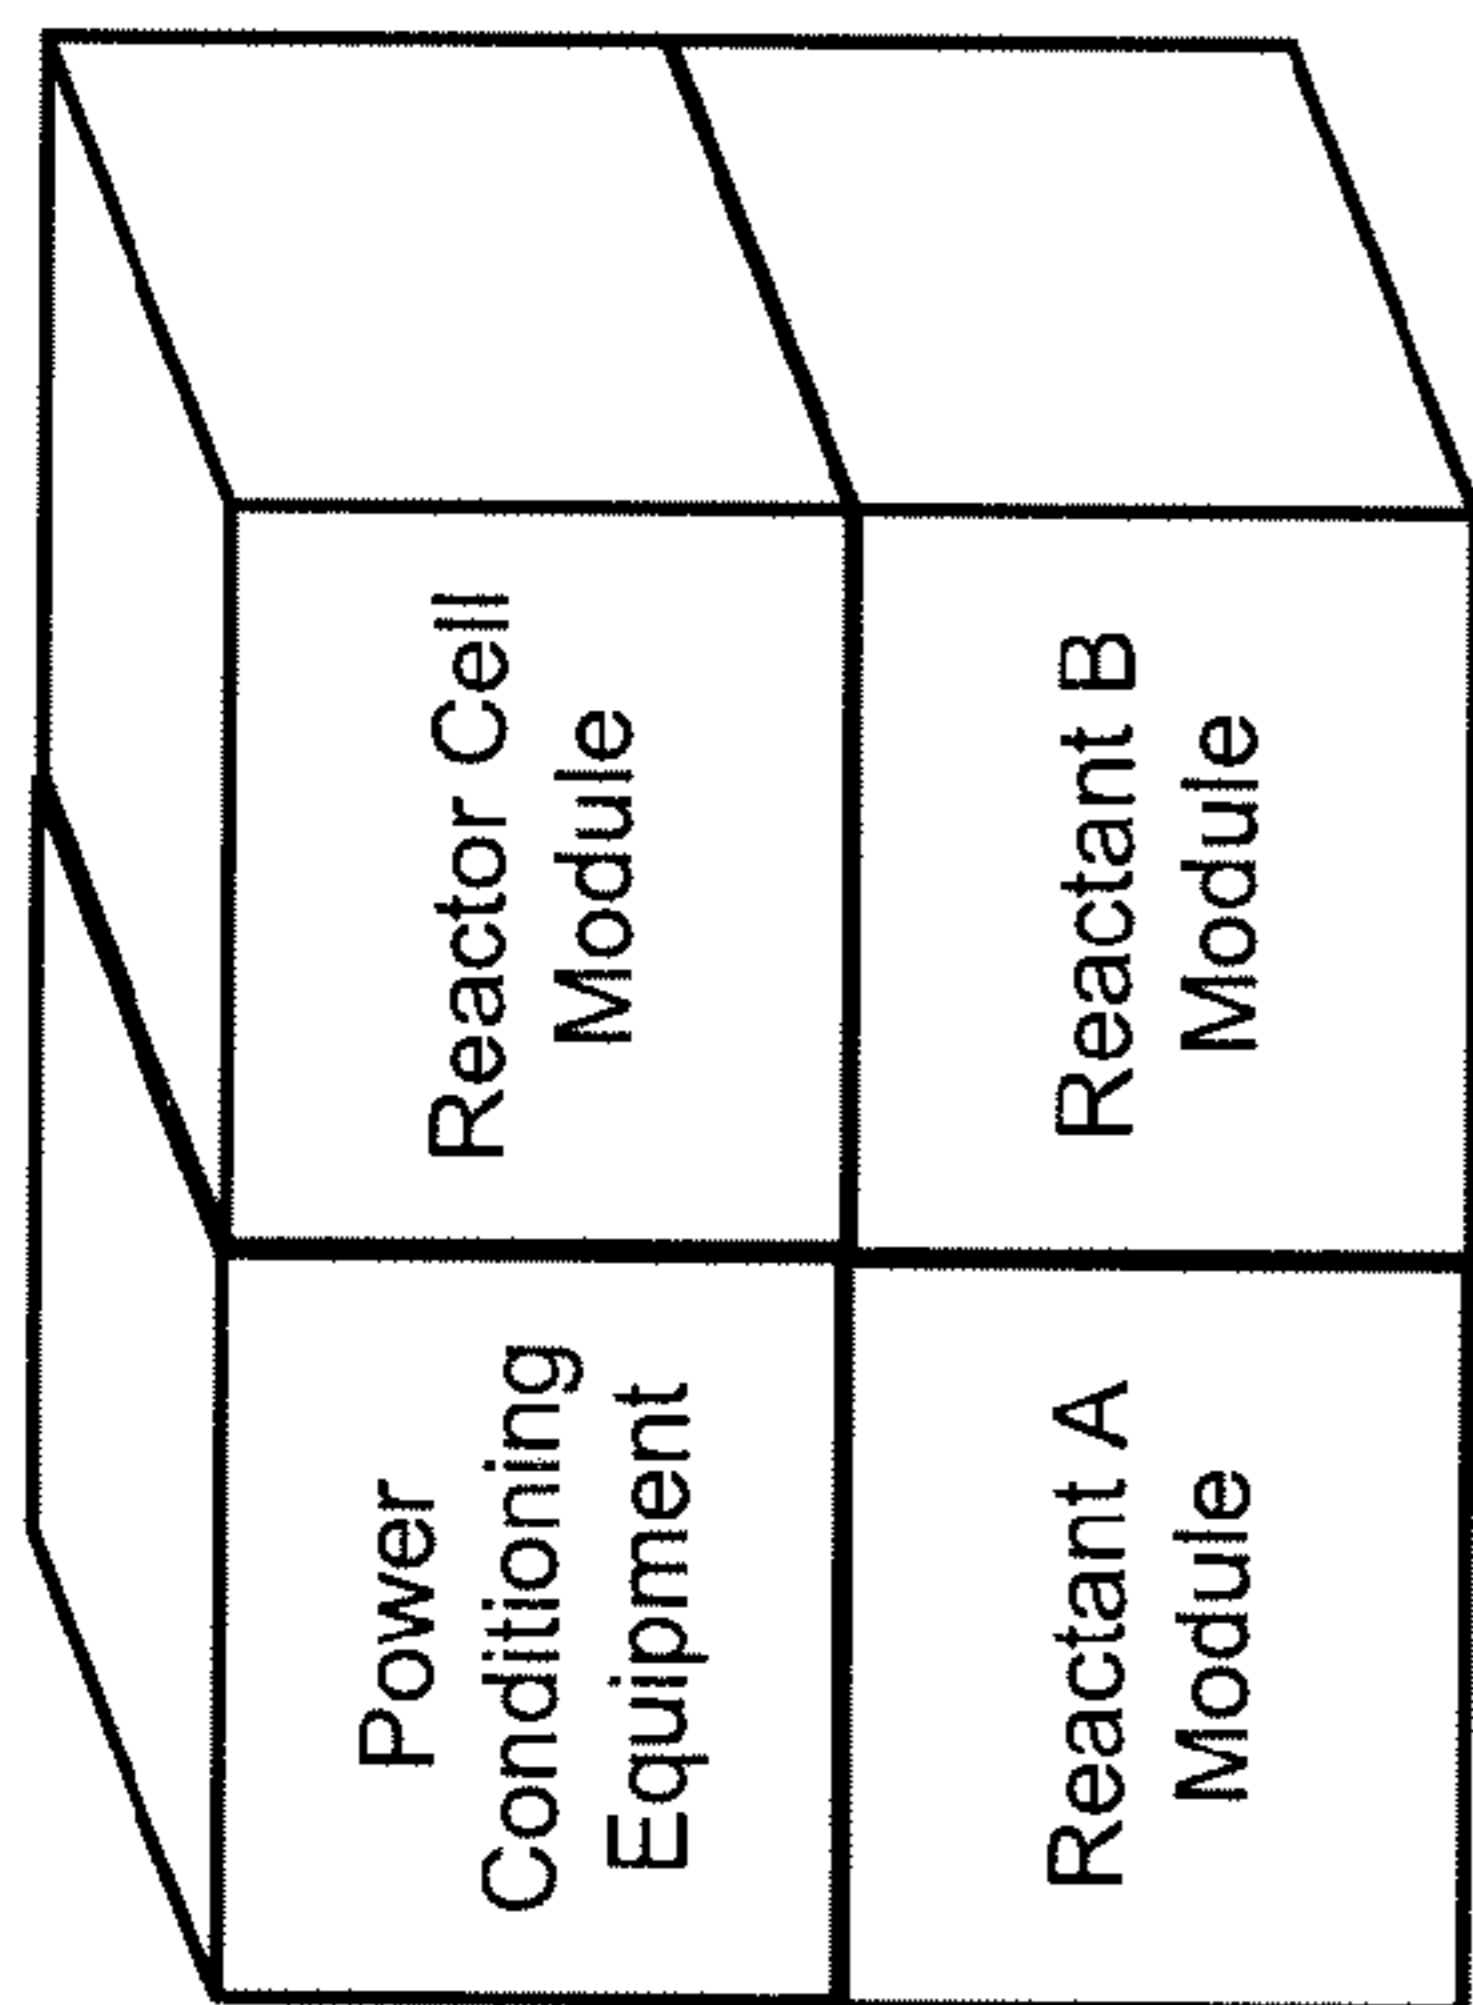 Power
Conditioning
Equipment
Reactor Cell
Module
Reactant A
Module
Reactant B
Module